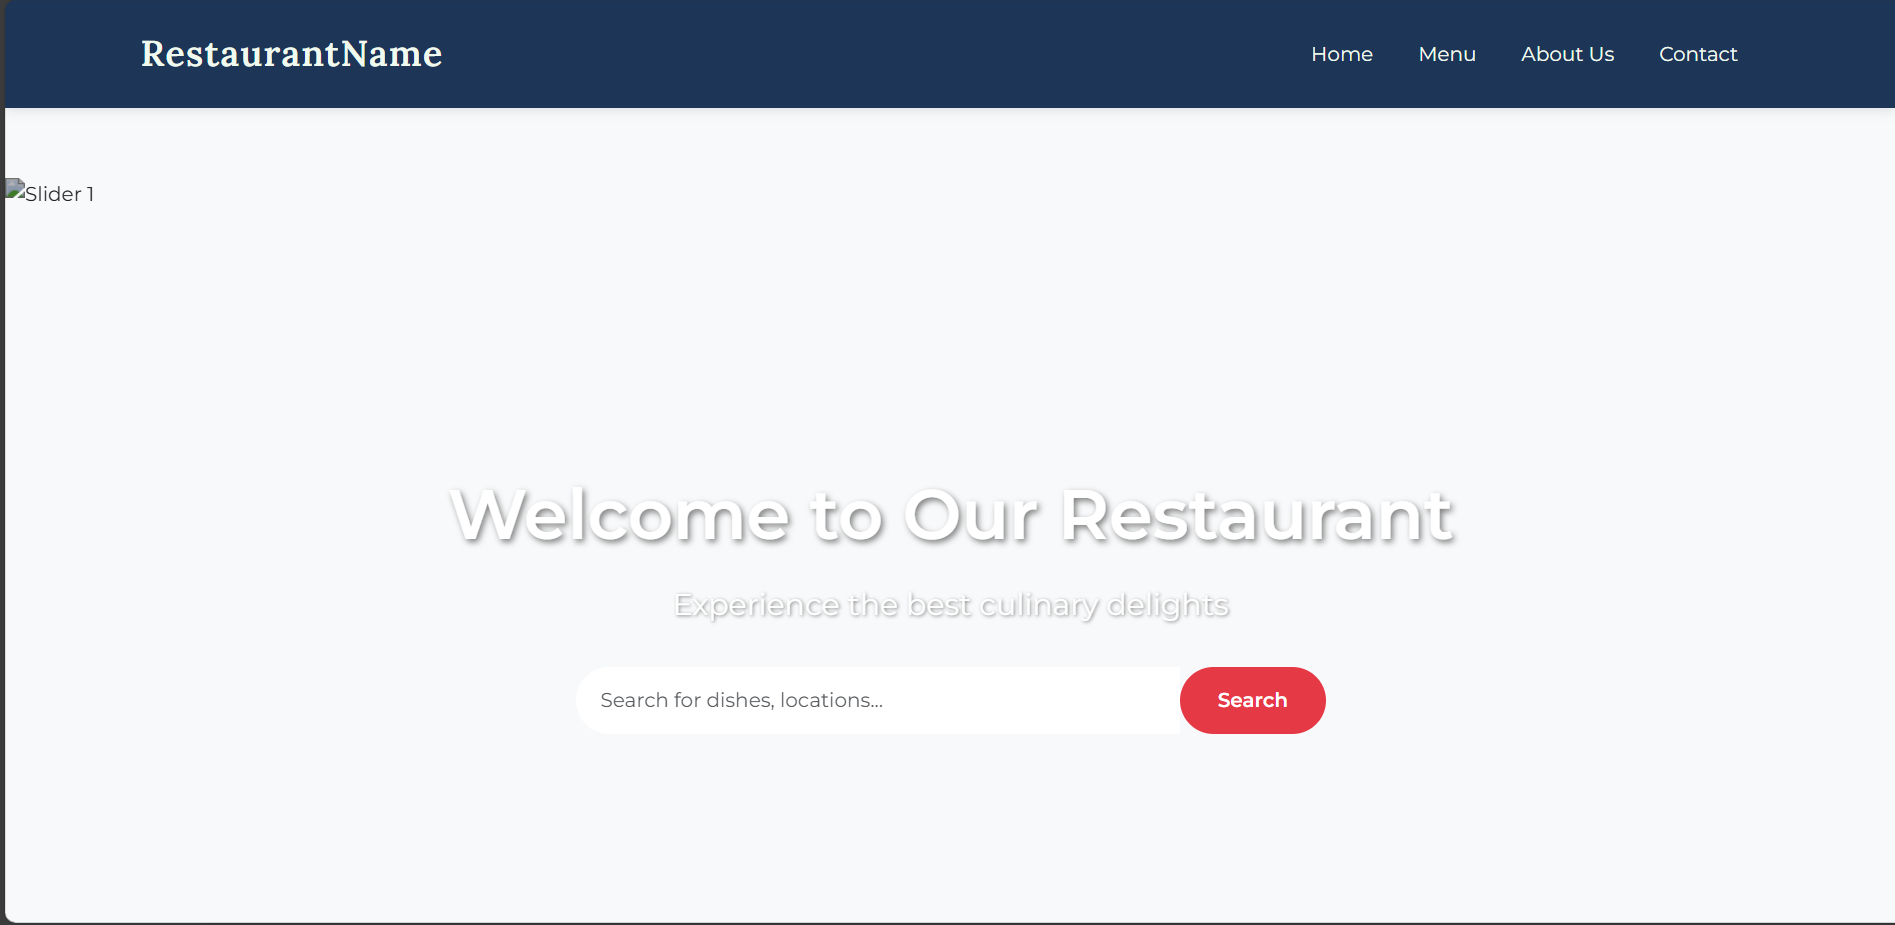 RestaurantName
Home Menu About Us Contact
Slider 1
Welcome to Our Restaurant
Experience the best culinary delights
Search for dishes, locations...
Search